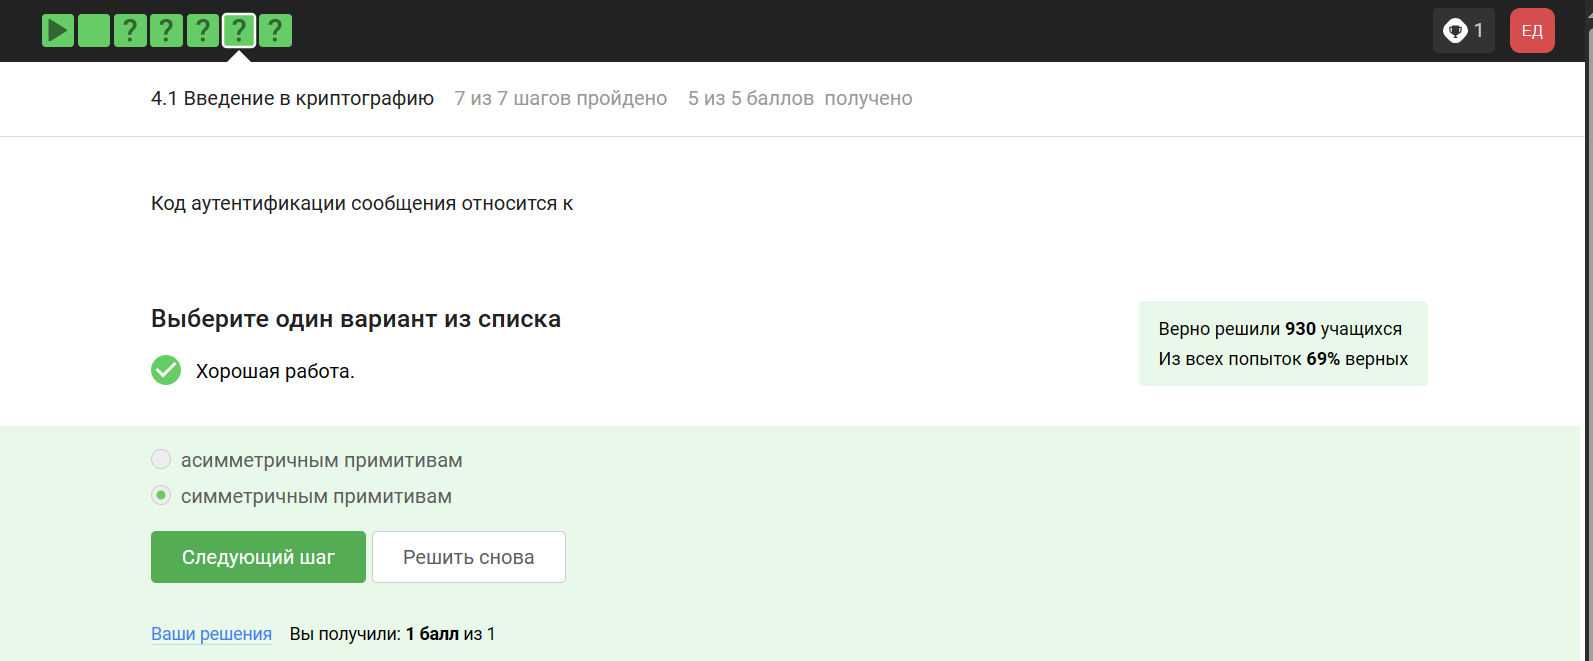 ? ? ? ? ? 1 ЕД
4.1 Введение в криптографию 7 из 7 шагов пройдено 5 из 5 баллов получено
Код аутентификации сообщения относится к
Выберите один вариант из списка
Хорошая работа.
Верно решили 930 учащихся
Из всех попыток 69% верных
асимметричным примитивам
симметричным примитивам
Следующий шаг Решить снова
Ваши решения Вы получили: 1 балл из 1